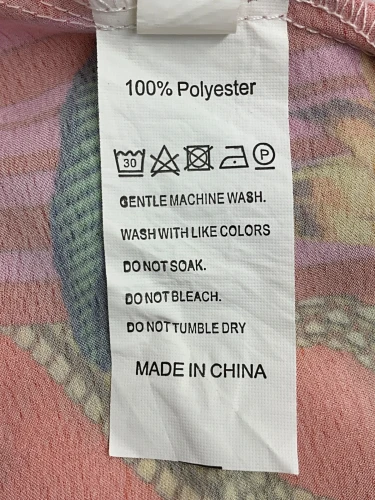 100% Polyester
30 P
GENTLE MACHINE WASH.
WASH WITH LIKE COLORS
DO NOT SOAK.
DO NOT BLEACH.
DO NOT TUMBLE DRY
MADE IN CHINA